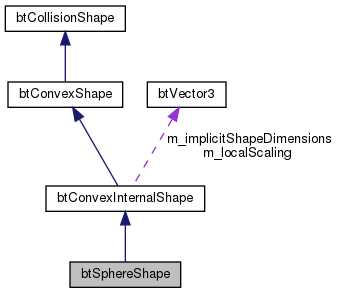 btCollisionShape
btConvexShape
btVector3
m_implicitShapeDimensions
m_localScaling
btConvexInternalShape
btSphereShape